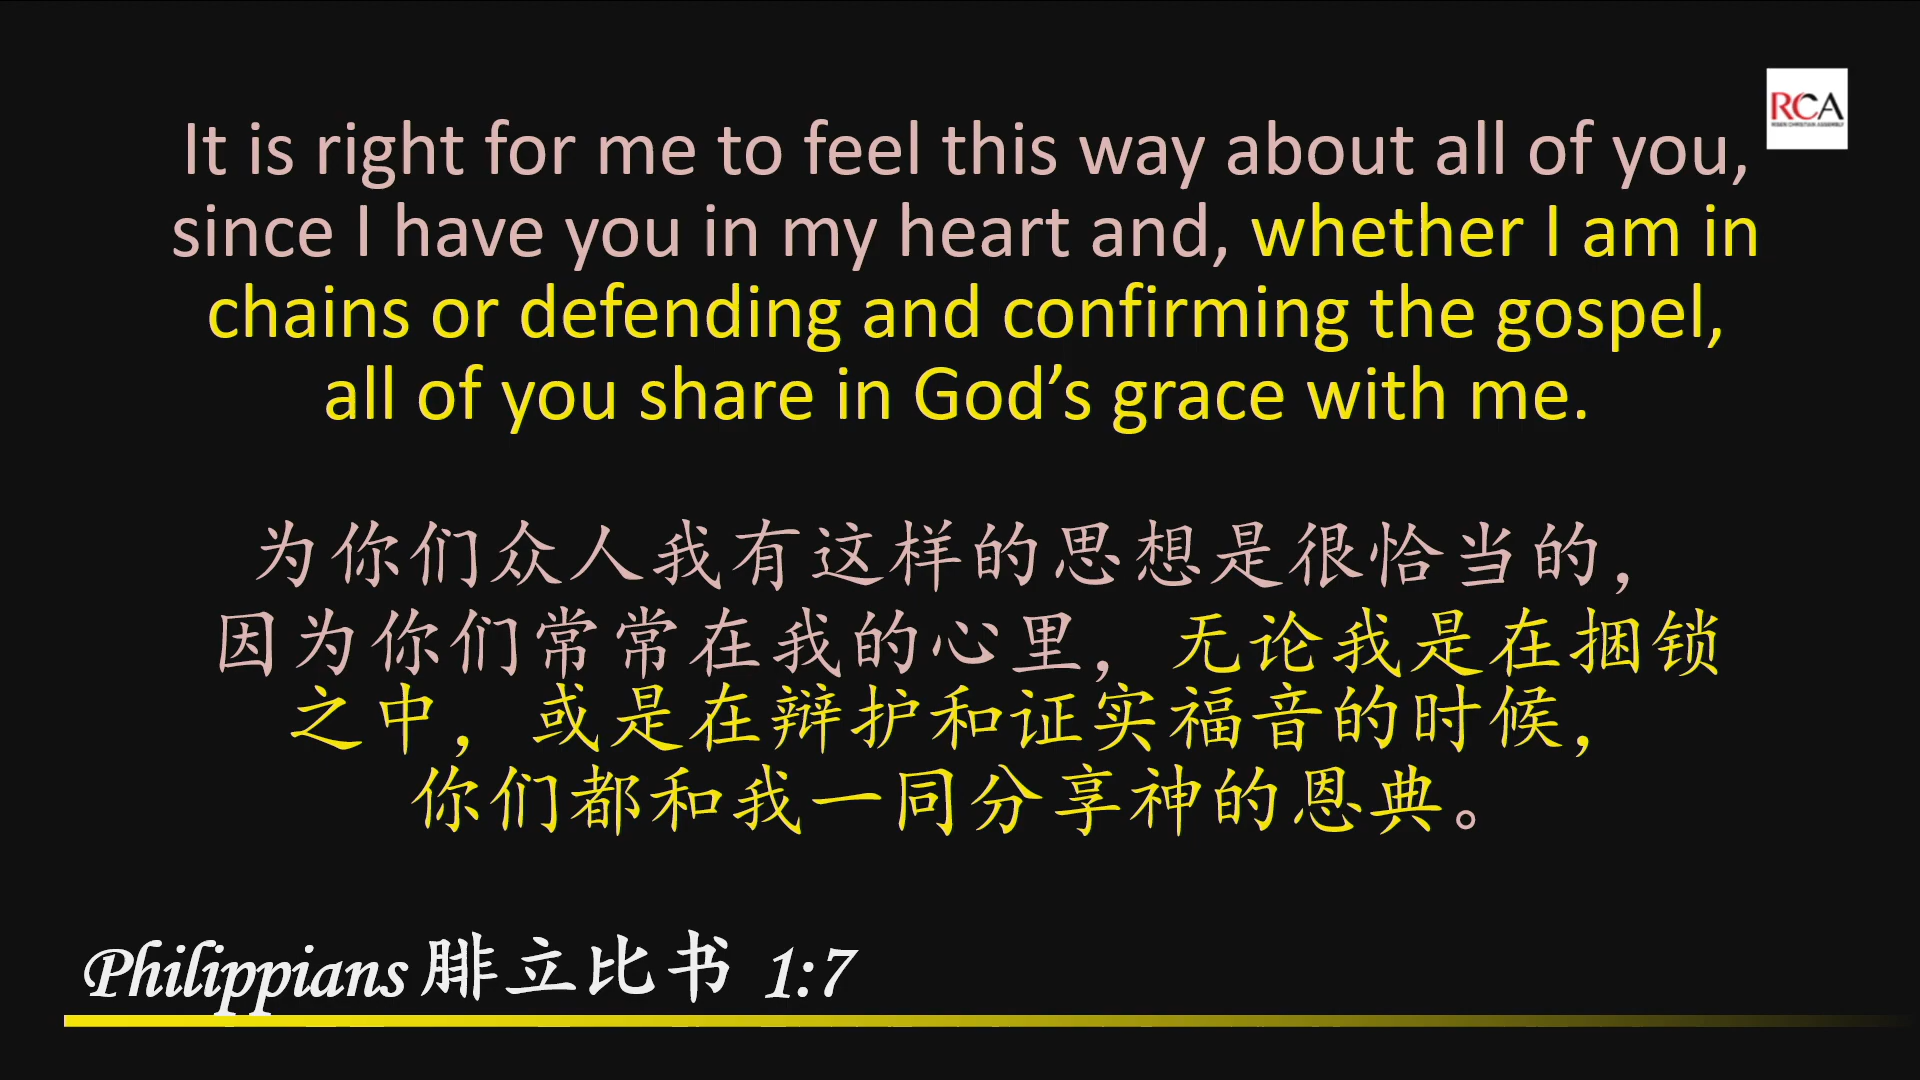 RCA
RISEN CHRISTIAN ASSEMBLY
It is right for me to feel this way about all of you,
since I have you in my heart and, whether I am in
chains or defending and confirming the gospel,
all of you share in God’s grace with me.
为你们众人我有这样的思想是很恰当的，
因为你们常常在我的心里，无论我是在捆锁
之中，或是在辩护和证实福音的时候，
你们都和我一同分享神的恩典。
Philippians 腓立比书 1:7